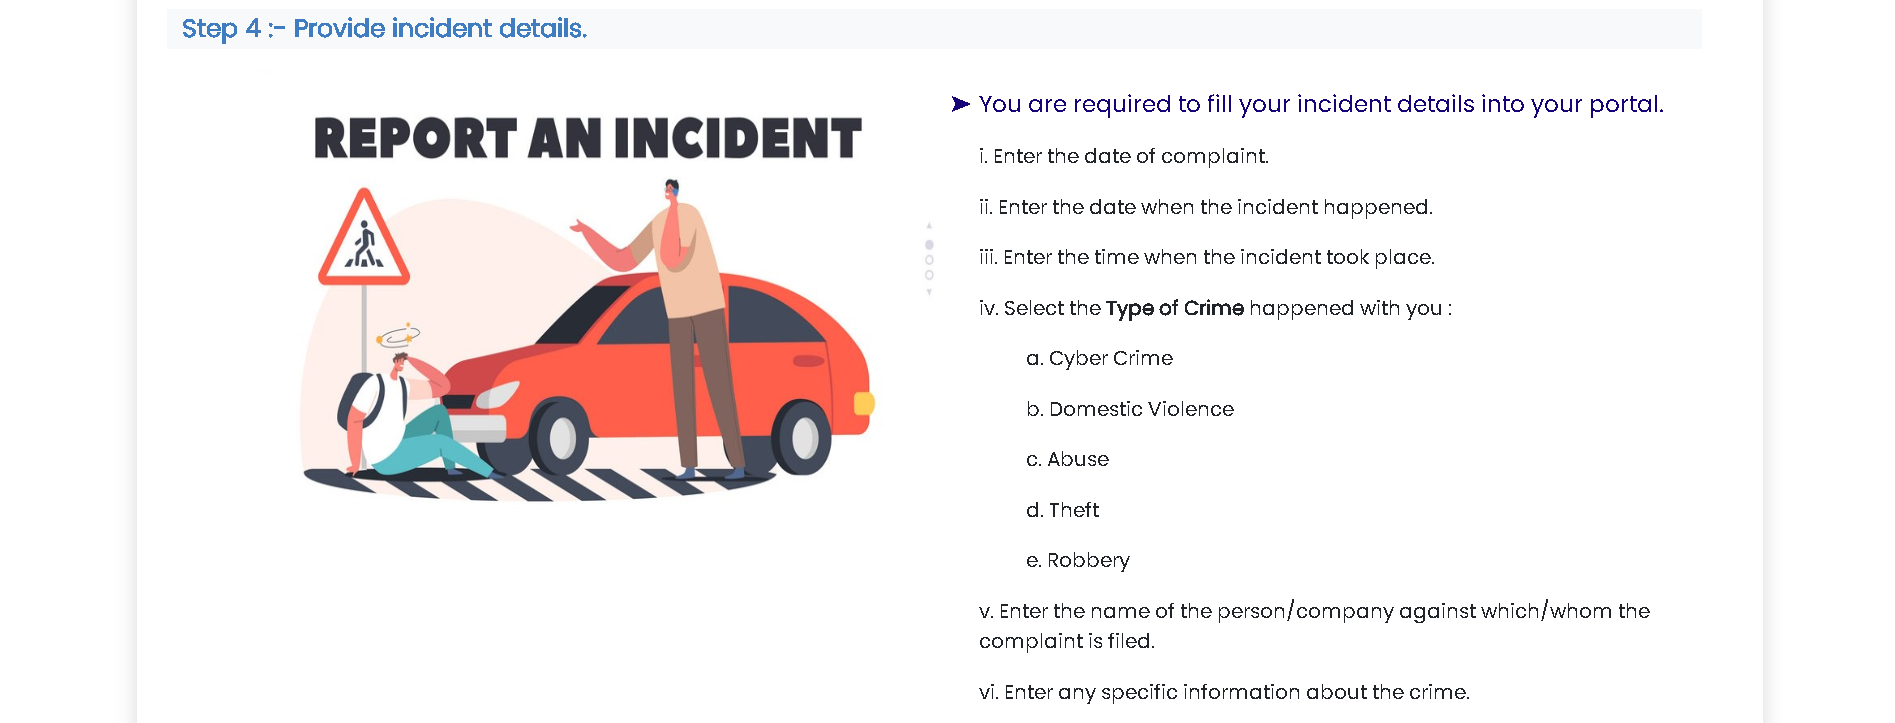 Step 4 :- Provide incident details.
REPORT AN INCIDENT
➤ You are required to fill your incident details into your portal.
i. Enter the date of complaint.
ii. Enter the date when the incident happened.
iii. Enter the time when the incident took place.
iv. Select the Type of Crime happened with you :
a. Cyber Crime
b. Domestic Violence
c. Abuse
d. Theft
e. Robbery
v. Enter the name of the person/company against which/whom the
complaint is filed.
vi. Enter any specific information about the crime.